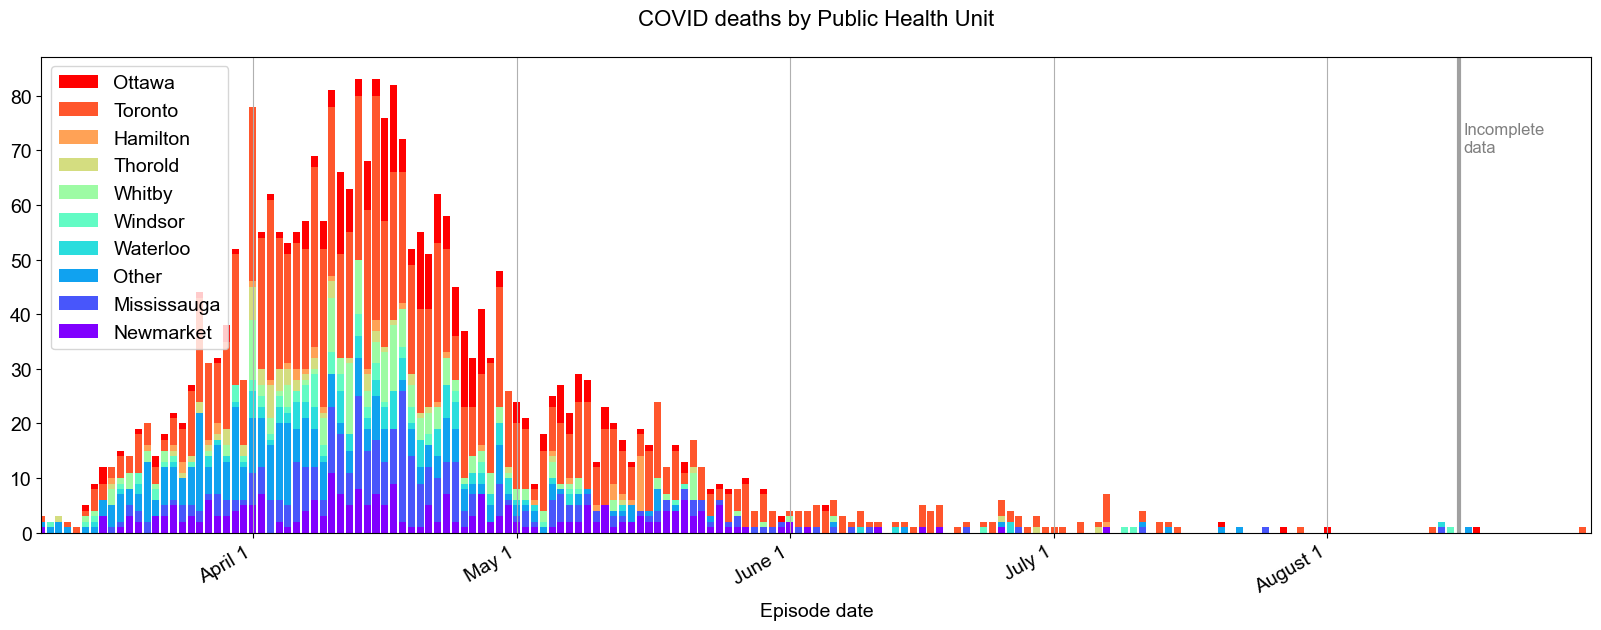 COVID deaths by Public Health Unit
80
70
60
50
40
30
20
10
0
Ottawa
Toronto
Hamilton
Thorold
Whitby
Windsor
Waterloo
Other
Mississauga
Newmarket
Incomplete
data
April 1
May 1
June 1
July 1
August 1
Episode date